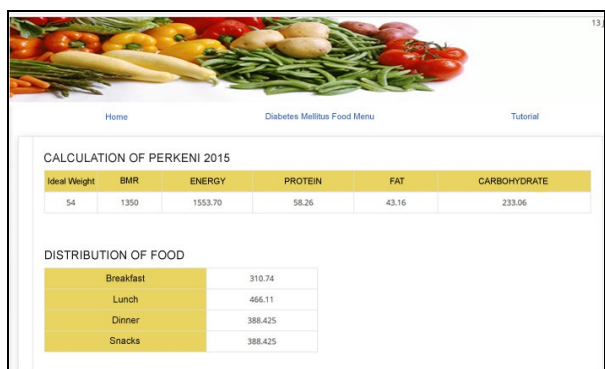 13
Home Diabetes Mellitus Food Menu Tutorial
CALCULATION OF PERKENI 2015
Ideal Weight BMR ENERGY PROTEIN FAT CARBOHYDRATE
54 1350 1553.70 58.26 43.16 233.06
DISTRIBUTION OF FOOD
Breakfast 310.74
Lunch 466.11
Dinner 388.425
Snacks 388.425